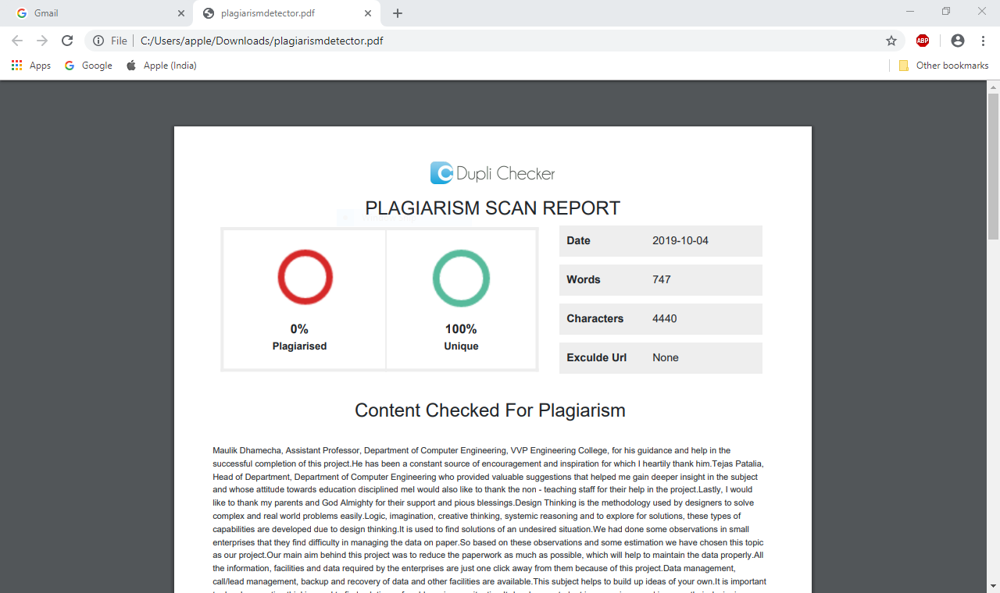 Gmail
plagiarismdetector.pdf
File
C:/Users/apple/Downloads/plagiarismdetector.pdf
ABP
Apps
Google
Apple (India)
Other bookmarks
Dupli Checker
PLAGIARISM SCAN REPORT
0%
Plagiarised
100%
Unique
Date 2019-10-04
Words 747
Characters 4440
Exculde Url None
Content Checked For Plagiarism
Maulik Dhamecha, Assistant Professor, Department of Computer Engineering, VVP Engineering College, for his guidance and help in the
successful completion of this project.He has been a constant source of encouragement and inspiration for which I heartily thank him.Tejas Patalia,
Head of Department, Department of Computer Engineering who provided valuable suggestions that helped me gain deeper insight in the subject
and whose attitude towards education disciplined meI would also like to thank the non - teaching staff for their help in the project.Lastly, I would
like to thank my parents and God Almighty for their support and pious blessings.Design Thinking is the methodology used by designers to solve
complex and real world problems easily.Logic, imagination, creative thinking, systemic reasoning and to explore for solutions, these types of
capabilities are developed due to design thinking.It is used to find solutions of an undesired situation.We had done some observations in small
enterprises that they find difficulty in managing the data on paper.So based on these observations and some estimation we have chosen this topic
as our project.Our main aim behind this project was to reduce the paperwork as much as possible, which will help to maintain the data properly.All
the information, facilities and data required by the enterprises are just one click away from them because of this project.Data management,
call/lead management, backup and recovery of data and other facilities are available.This subject helps to build up ideas of your own.It is important